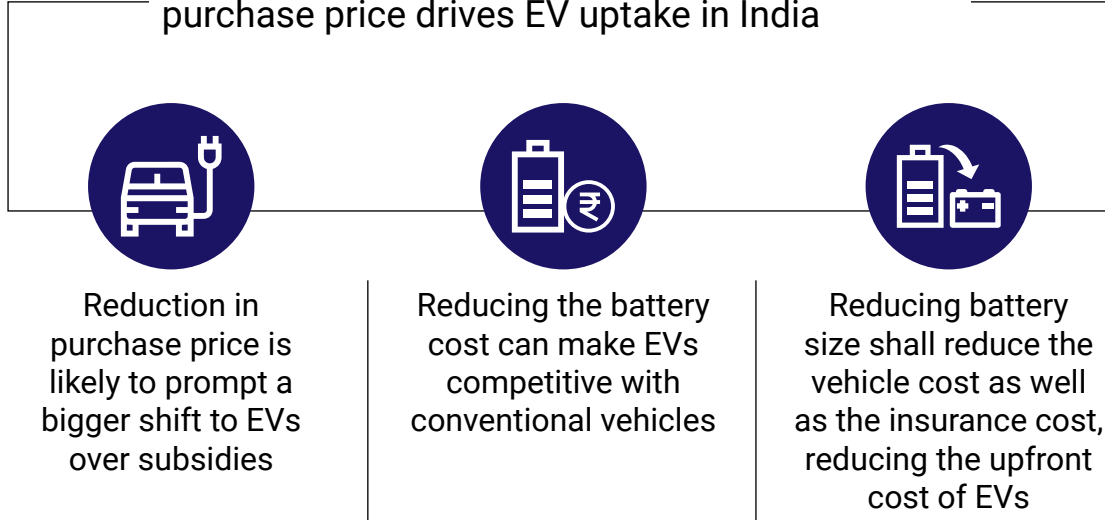 purchase price drives EV uptake in India
₹
Reduction in
purchase price is
likely to prompt a
bigger shift to EVs
over subsidies
Reducing the battery
cost can make EVs
competitive with
conventional vehicles
Reducing battery
size shall reduce the
vehicle cost as well
as the insurance cost,
reducing the upfront
cost of EVs